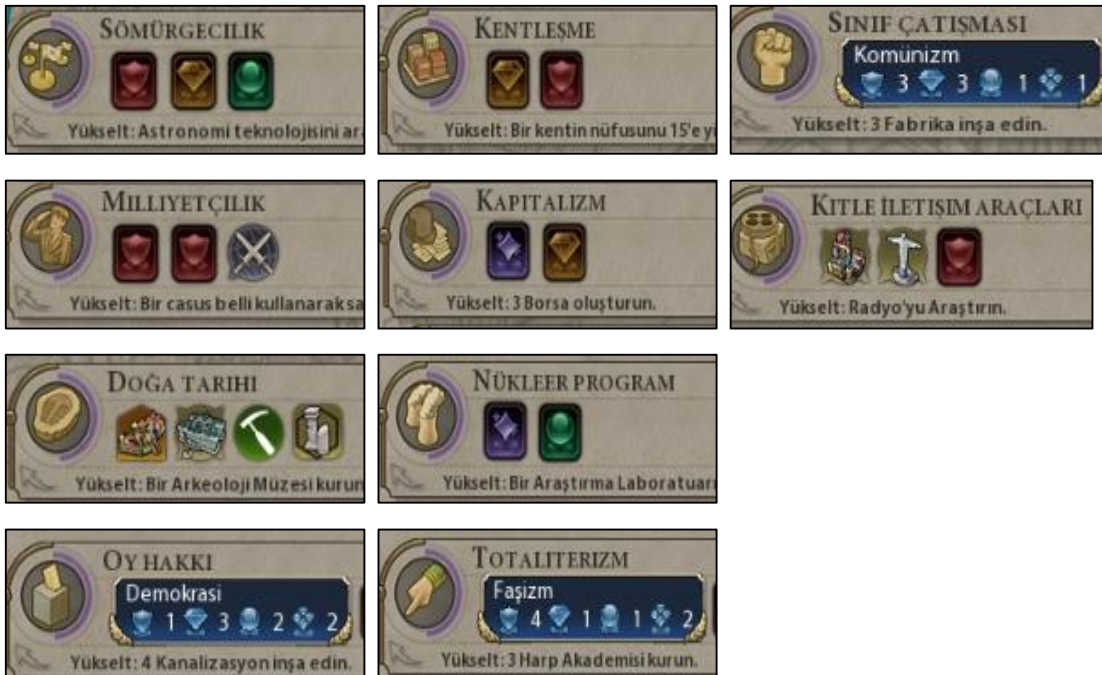 SÖMÜRGECILIK
Yükselt: Astronomi teknolojisini
KENTLEŞME
Yükselt: Bir kentin nüfusunu 15'e
SINIF ÇATIŞMASI
Komünizm
3 3 1 1
Yükselt: 3 Fabrika inşa edin.
MILLIYETÇILIK
Yükselt: Bir casus belli kullanarak
KAPITALIZM
Yükselt: 3 Borsa oluşturun.
KITLE İLETIŞIM ARAÇLARI
Yükselt: Radyo'yu Araştırın.
DOĞA TARIHI
Yükselt: Bir Arkeoloji Müzesi kurun
NÜKLEER PROGRAM
Yükselt: Bir Araştırma Laboratuarı
OY HAKKI
Demokrasi
1 3 2 2
Yükselt: 4 Kanalizasyon inşa edin.
TOTALITERIZM
Faşizm
4 1 1 2
Yükselt: 3 Harp Akademisi kurun.